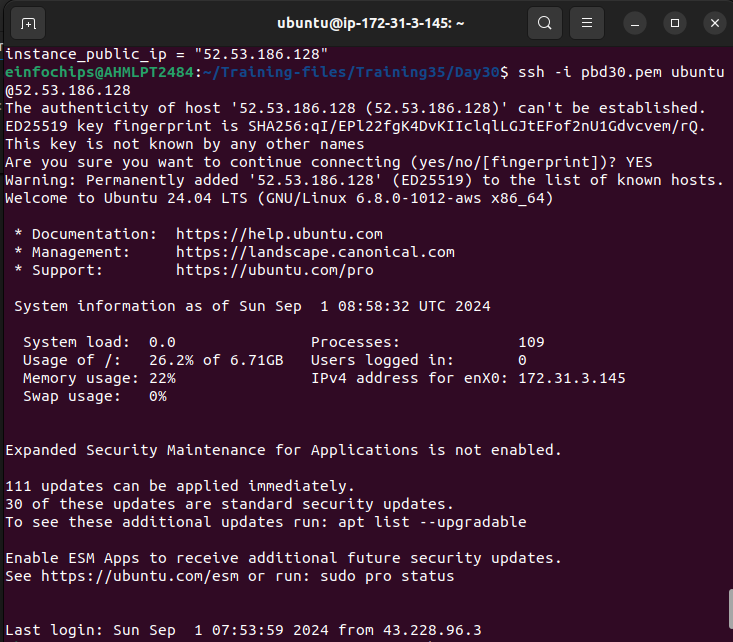 ubuntu@ip-172-31-3-145: ~
instance_public_ip = "52.53.186.128"
einfochips@AHMLPT2484:~/Training-files/Training35/Day30$ ssh -i pbd30.pem ubuntu
@52.53.186.128
The authenticity of host '52.53.186.128 (52.53.186.128)' can't be established.
ED25519 key fingerprint is SHA256:qI/EPl22fgK4DvKIIclqlLGJtEFof2nU1Gdvcvem/rQ.
This key is not known by any other names
Are you sure you want to continue connecting (yes/no/[fingerprint])? YES
Warning: Permanently added '52.53.186.128' (ED25519) to the list of known hosts.
Welcome to Ubuntu 24.04 LTS (GNU/Linux 6.8.0-1012-aws x86_64)
* Documentation:  https://help.ubuntu.com
* Management:     https://landscape.canonical.com
* Support:        https://ubuntu.com/pro
System information as of Sun Sep  1 08:58:32 UTC 2024
System load:  0.0               Processes:             109
Usage of /:   26.2% of 6.71GB   Users logged in:       0
Memory usage: 22%               IPv4 address for enX0: 172.31.3.145
Swap usage:   0%
Expanded Security Maintenance for Applications is not enabled.
111 updates can be applied immediately.
30 of these updates are standard security updates.
To see these additional updates run: apt list --upgradable
Enable ESM Apps to receive additional future security updates.
See https://ubuntu.com/esm or run: sudo pro status
Last login: Sun Sep  1 07:53:59 2024 from 43.228.96.3